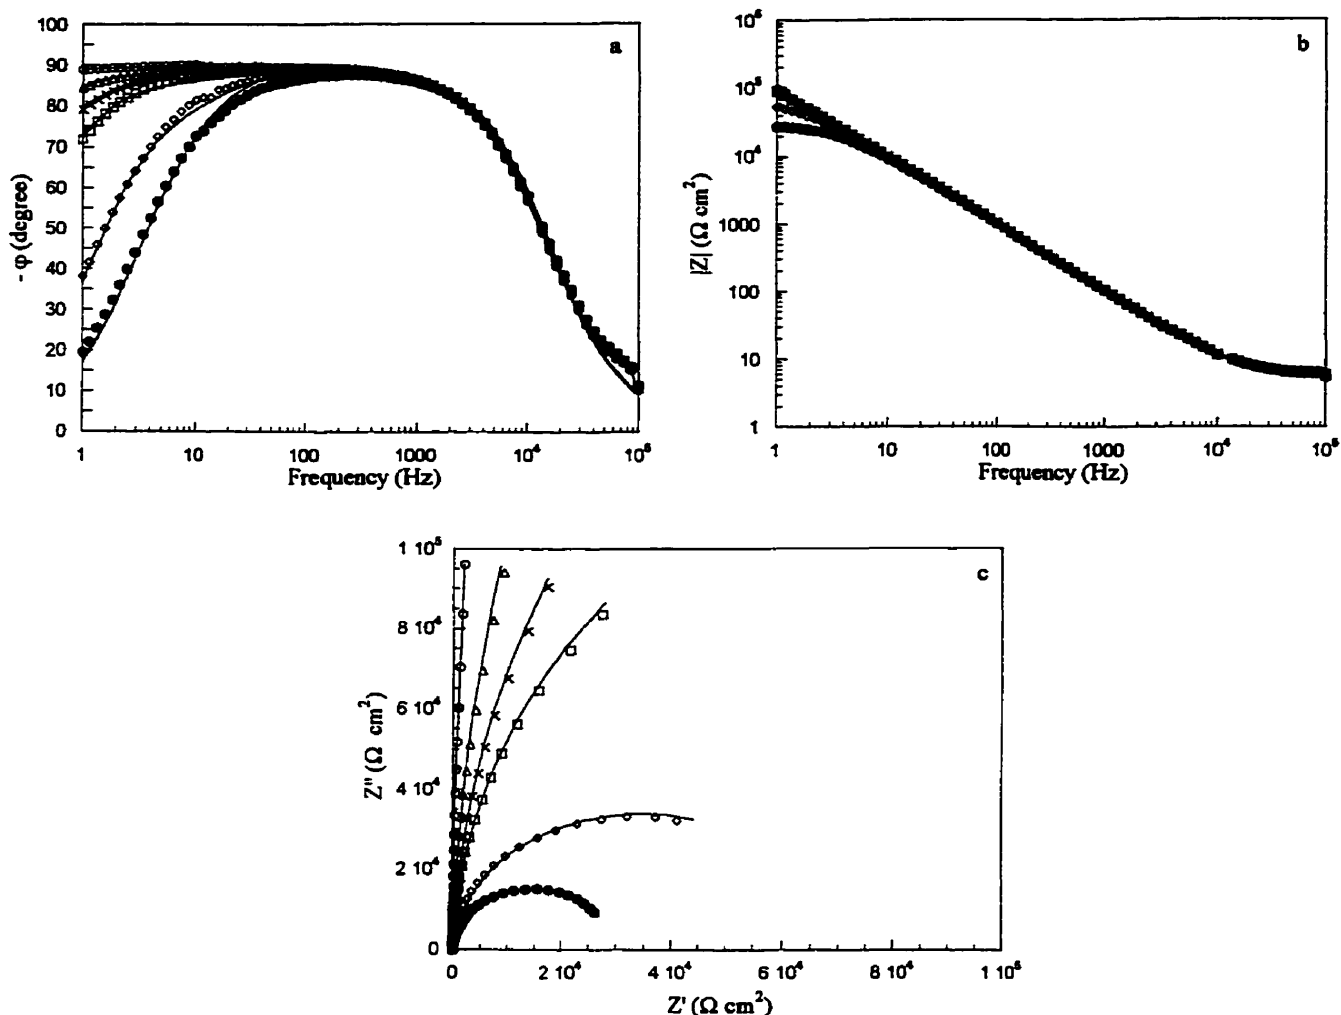 a
100
90
80
70
60
50
40
30
20
10
0
- φ (degree)
1 10 100 1000 10⁴ 10⁵
Frequency (Hz)
b
10⁶
10⁵
10⁴
1000
100
10
1
|Z| (Ω cm²)
1 10 100 1000 10⁴ 10⁵
Frequency (Hz)
c
1 10⁵
8 10⁴
6 10⁴
4 10⁴
2 10⁴
0
Z'' (Ω cm²)
0 2 10⁴ 4 10⁴ 6 10⁴ 8 10⁴ 1 10⁵
Z' (Ω cm²)